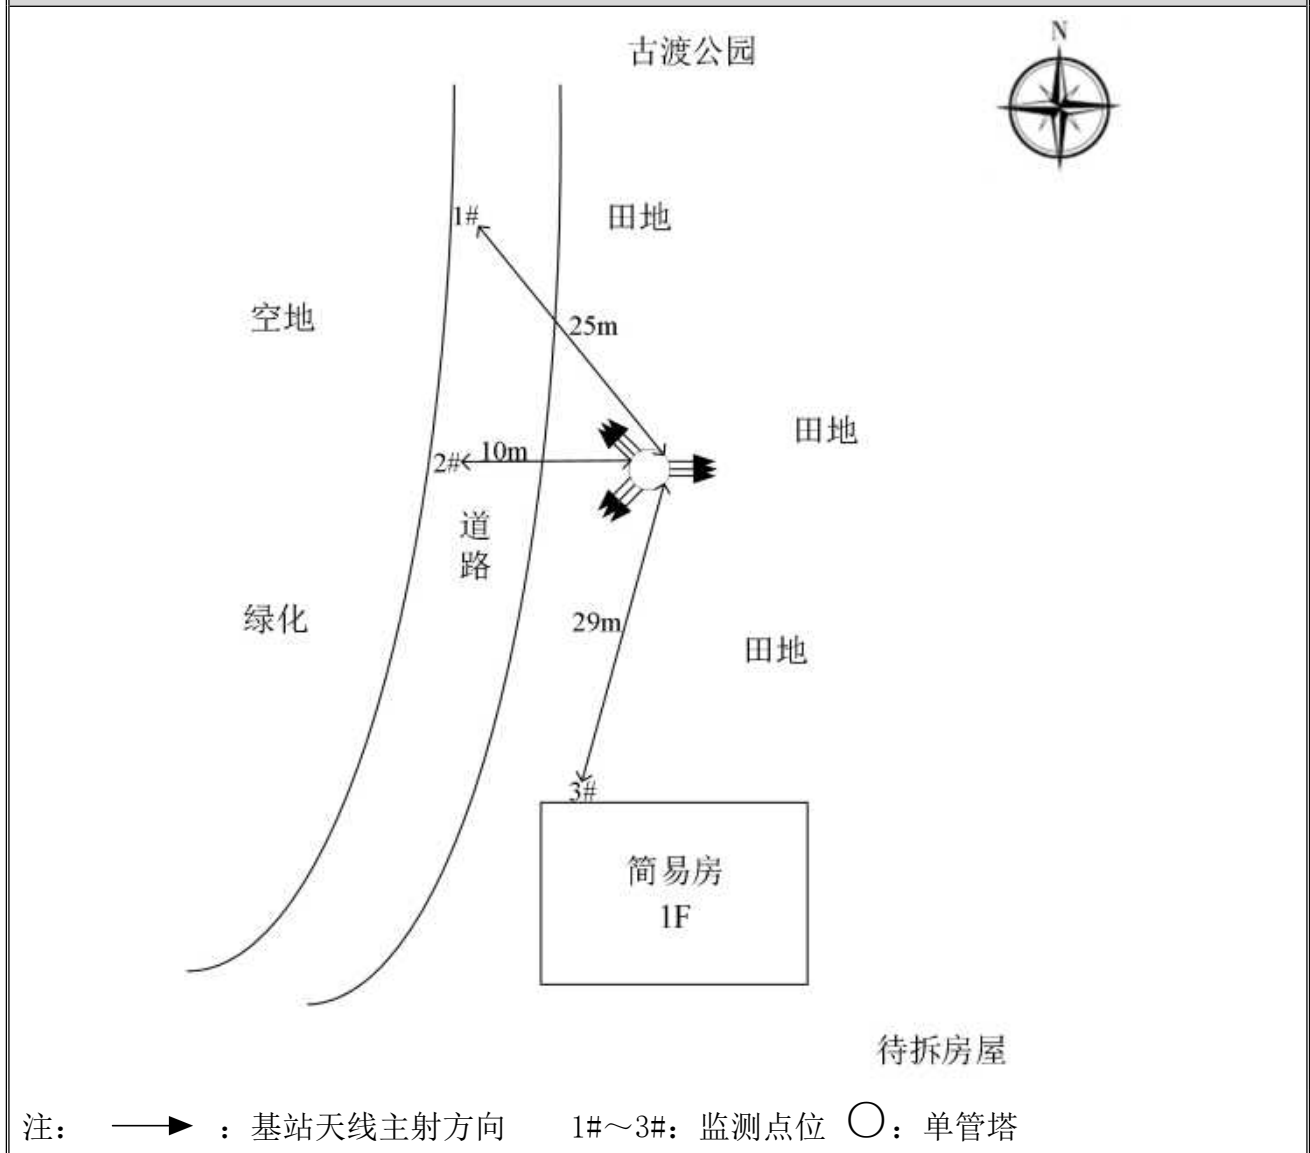 古渡公园
N
1#
田地
空地
25m
田地
2#
10m
道
路
绿化
29m
田地
3#
简易房
1F
待拆房屋
注： ：基站天线主射方向 1#～3#：监测点位 ：单管塔